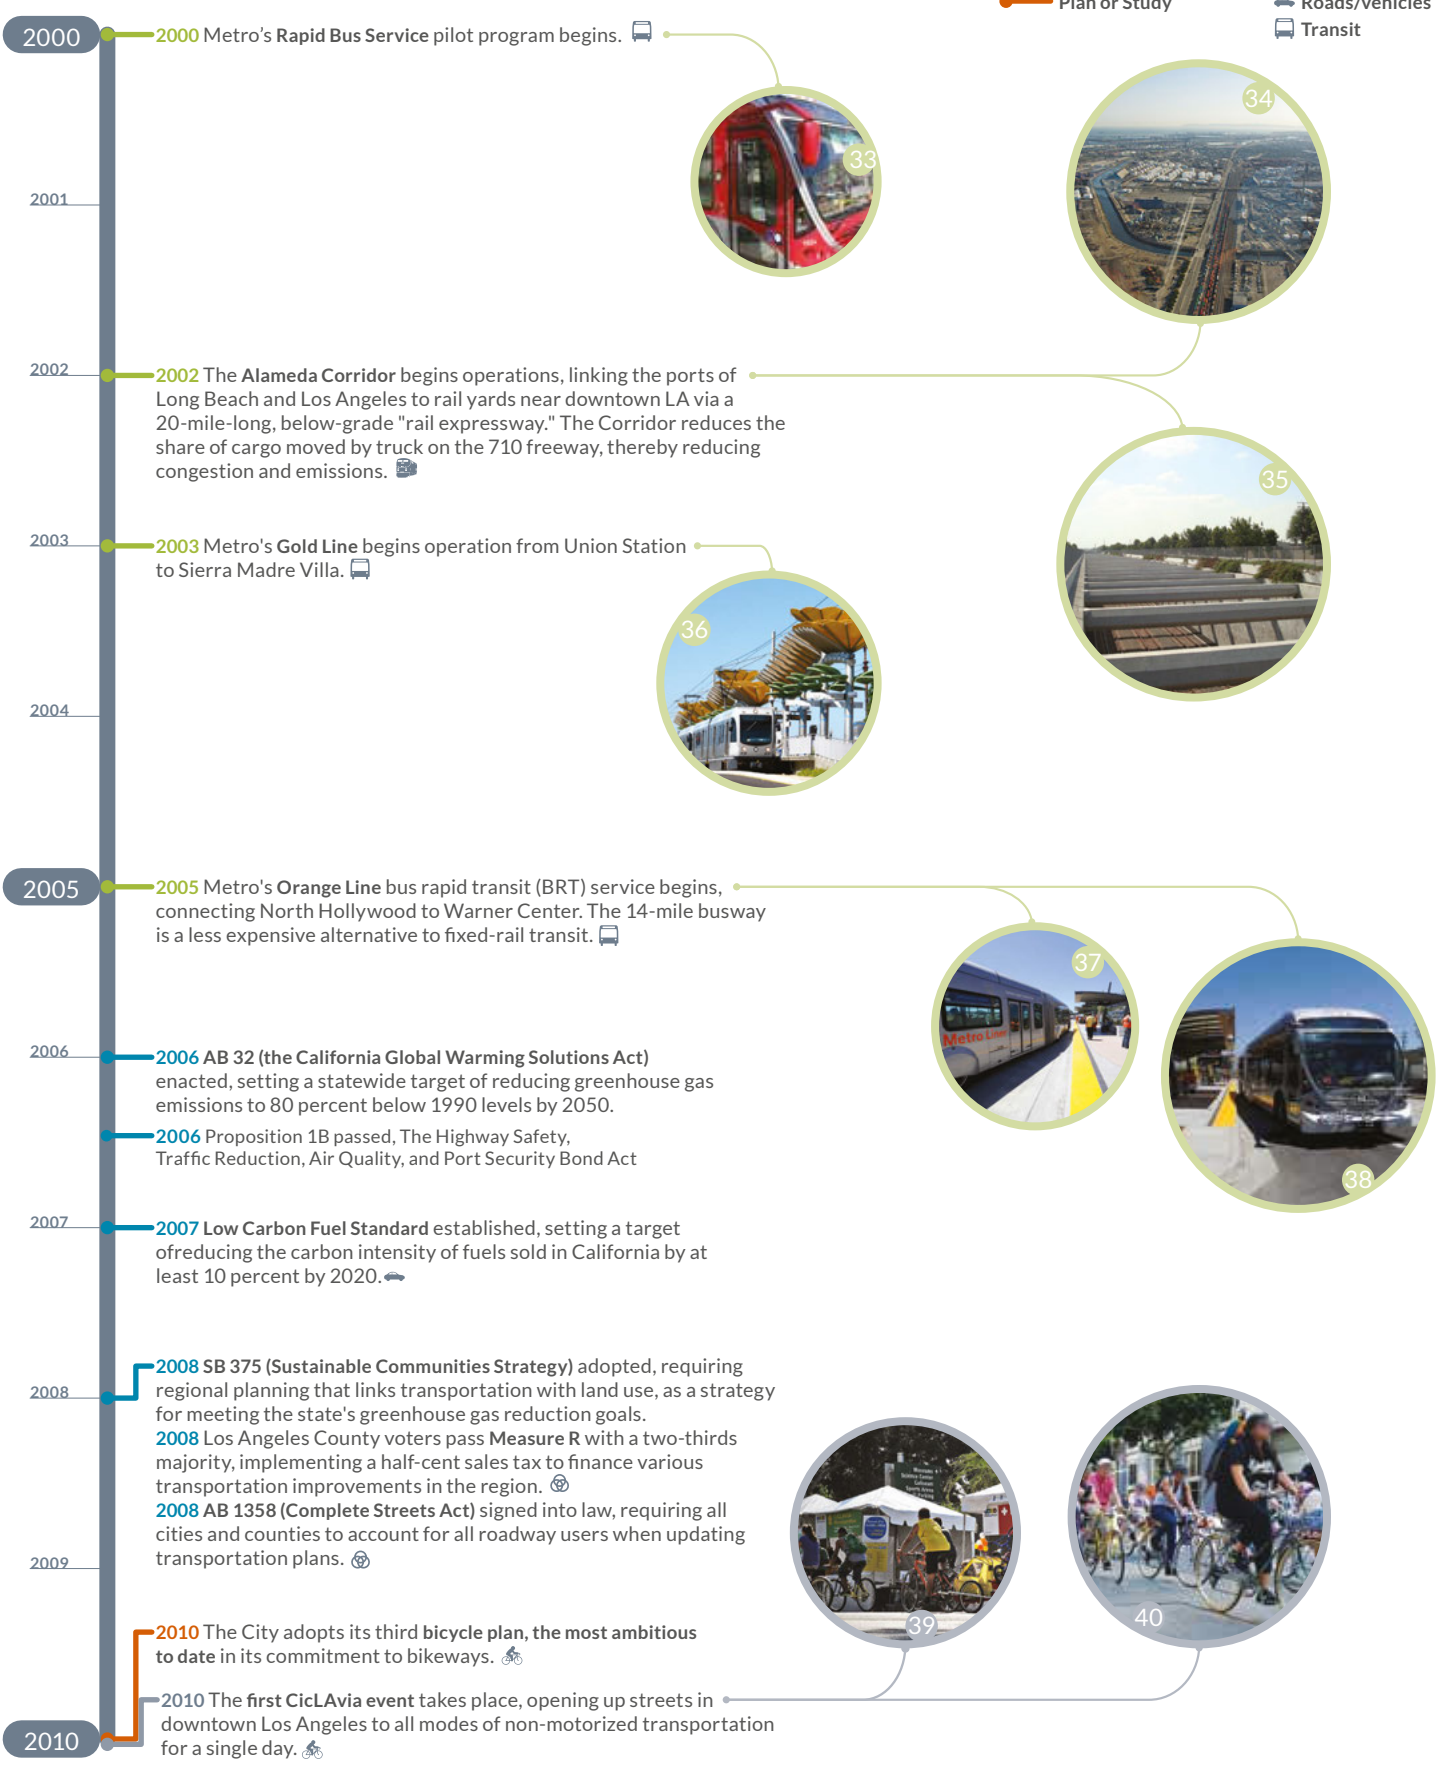 Plan or Study
Roads/Vehicles
Transit
2000
2000 Metro's Rapid Bus Service pilot program begins.
33
34
2001
2002
2002 The Alameda Corridor begins operations, linking the ports of
Long Beach and Los Angeles to rail yards near downtown LA via a
20-mile-long, below-grade "rail expressway." The Corridor reduces the
share of cargo moved by truck on the 710 freeway, thereby reducing
congestion and emissions.
35
2003
2003 Metro's Gold Line begins operation from Union Station
to Sierra Madre Villa.
36
2004
2005
2005 Metro's Orange Line bus rapid transit (BRT) service begins,
connecting North Hollywood to Warner Center. The 14-mile busway
is a less expensive alternative to fixed-rail transit.
37
Metro Liner
38
2006
2006 AB 32 (the California Global Warming Solutions Act)
enacted, setting a statewide target of reducing greenhouse gas
emissions to 80 percent below 1990 levels by 2050.
2006 Proposition 1B passed, The Highway Safety,
Traffic Reduction, Air Quality, and Port Security Bond Act
2007
2007 Low Carbon Fuel Standard established, setting a target
ofreducing the carbon intensity of fuels sold in California by at
least 10 percent by 2020.
2008
2008 SB 375 (Sustainable Communities Strategy) adopted, requiring
regional planning that links transportation with land use, as a strategy
for meeting the state's greenhouse gas reduction goals.
2008 Los Angeles County voters pass Measure R with a two-thirds
majority, implementing a half-cent sales tax to finance various
transportation improvements in the region.
2008 AB 1358 (Complete Streets Act) signed into law, requiring all
cities and counties to account for all roadway users when updating
transportation plans.
2009
39
40
2010 The City adopts its third bicycle plan, the most ambitious
to date in its commitment to bikeways.
2010 The first CicLAvia event takes place, opening up streets in
downtown Los Angeles to all modes of non-motorized transportation
for a single day.
2010